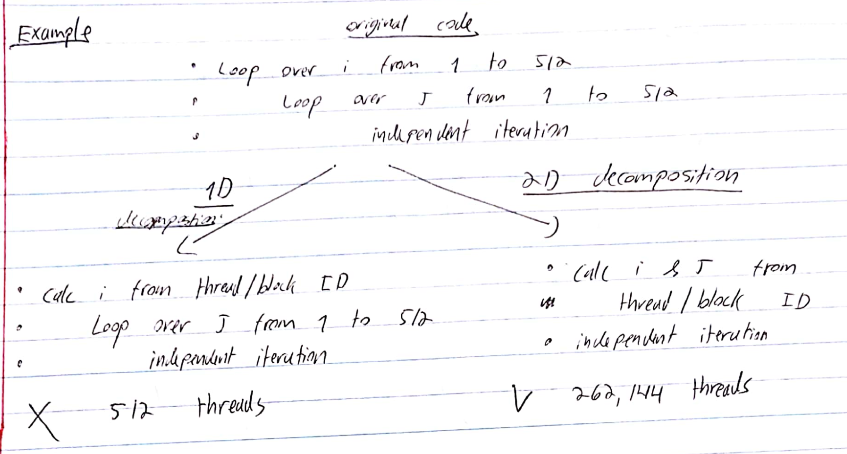 Example
original code
• Loop over i from 1 to 512
• Loop over J from 1 to 512
• independent iteration
1D
decomposition
2D decomposition
• calc i from thread/block ID
• Loop over J from 1 to 512
• independent iteration
X 512 threads
• calc i & J from
thread/block ID
• independent iteration
V 262,144 threads